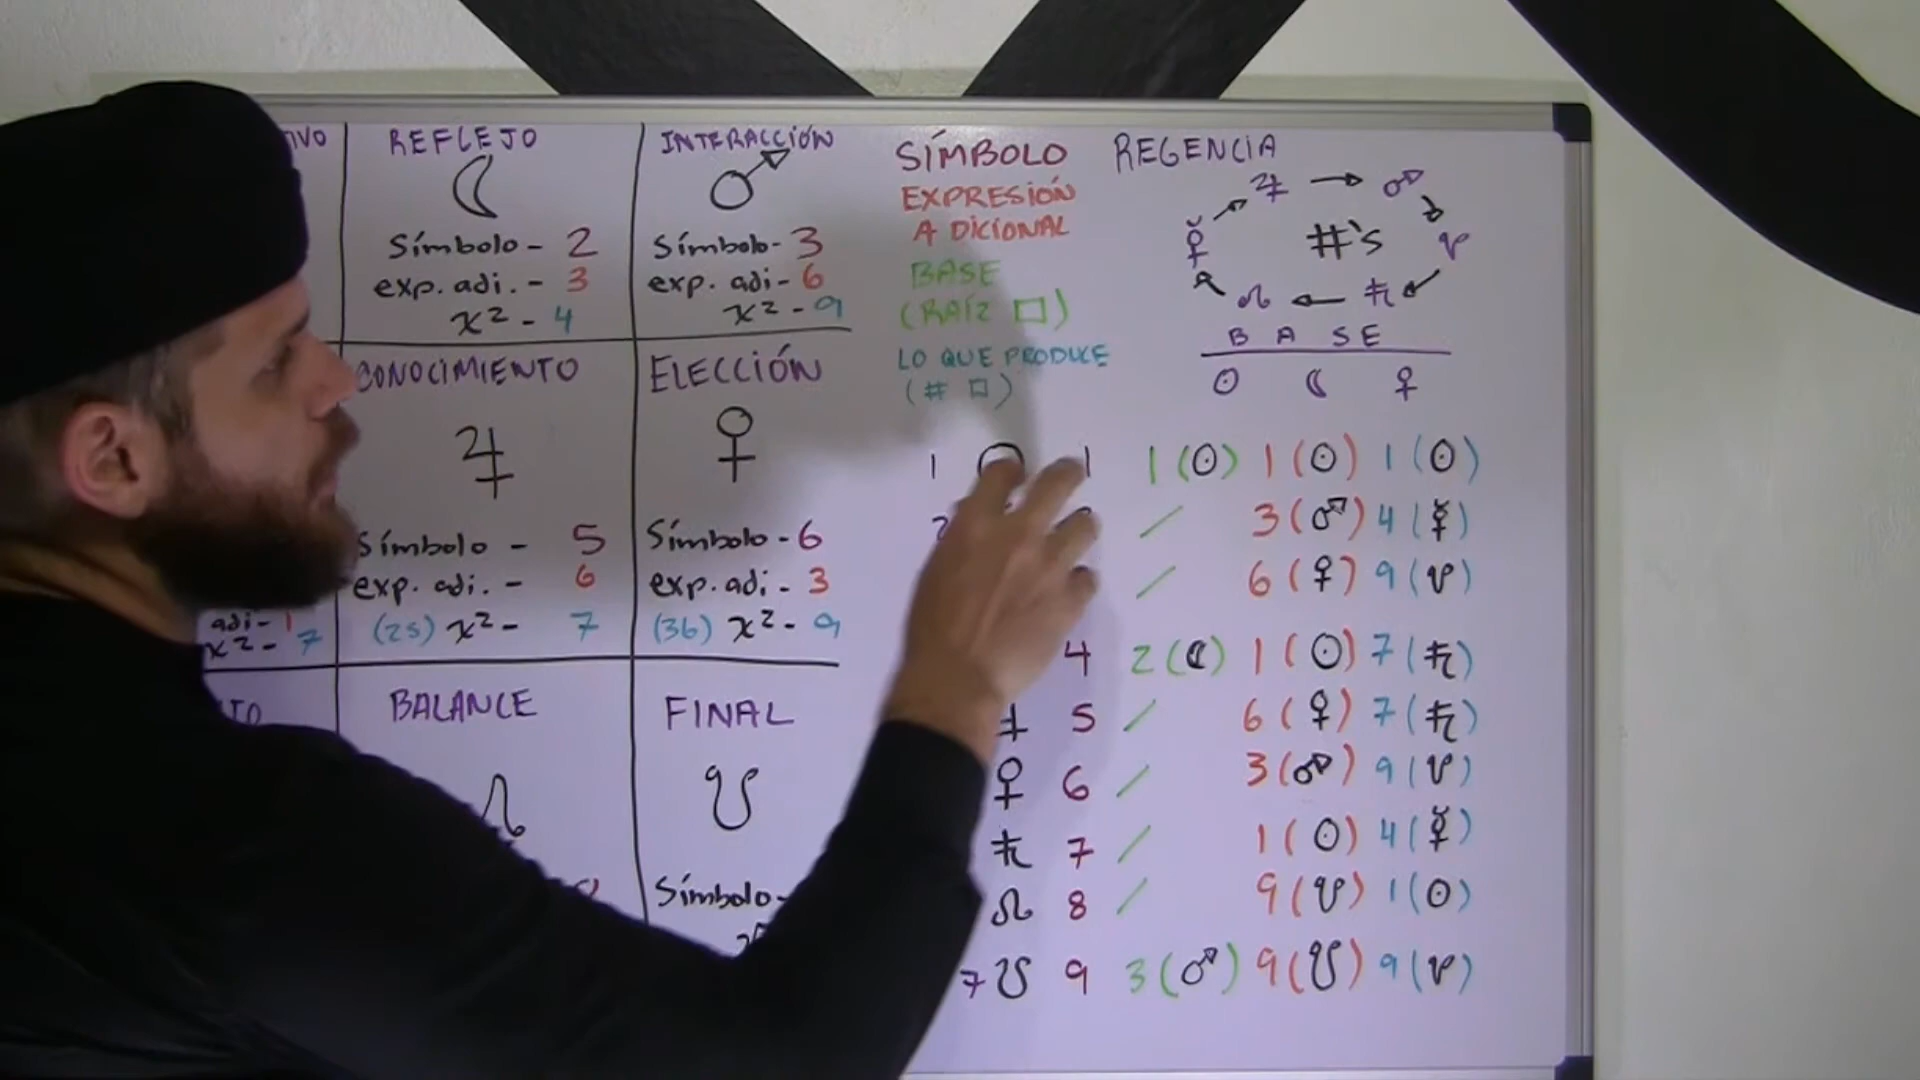 REFLEJO
☾
Símbolo - 2
exp. adi. - 3
x² - 4
INTERACCIÓN
♂
Símbolo - 3
exp. adi - 6
x² - 9
CONOCIMIENTO
♃
Símbolo - 5
exp. adi. - 6
(25) x² - 7
ELECCIÓN
♀
Símbolo - 6
exp. adi. - 3
(36) x² - 9
adi - 1
x² - 7
BALANCE
☊
FINAL
☋
Símbolo -
SÍMBOLO
EXPRESIÓN
ADICIONAL
BASE
(RAÍZ □)
LO QUE PRODUCE
(# □)
REGENCIA
♃ → ♂
☿ #'s ☋
☊ ← ♄
BASE
☉ ☾ ♀
1 1 1 (☉) 1 (☉) 1 (☉)
2 / 3 (♂) 4 (☿)
/ 6 (♀) 9 (☋)
4 2 (☾) 1 (☉) 7 (♄)
5 / 6 (♀) 7 (♄)
♀ 6 / 3 (♂) 9 (☋)
♄ 7 / 1 (☉) 4 (☿)
☊ 8 / 9 (☋) 1 (☉)
7 ☋ 9 3 (♂) 9 (☋) 9 (☋)